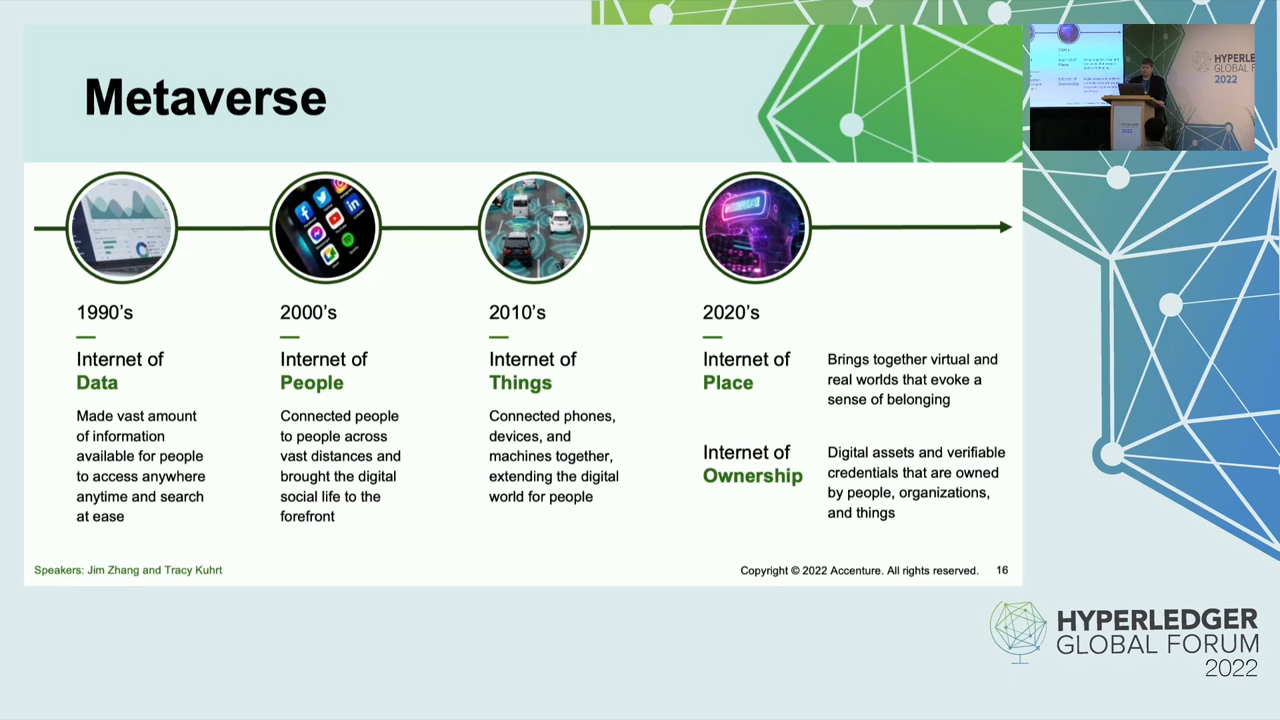 Metaverse
HYPERLEDGER
GLOBAL F
2022
1990's
Internet of
Data
Made vast amount
of information
available for people
to access anywhere
anytime and search
at ease
2000's
Internet of
People
Connected people
to people across
vast distances and
brought the digital
social life to the
forefront
2010's
Internet of
Things
Connected phones,
devices, and
machines together,
extending the digital
world for people
2020's
Internet of
Place
Brings together virtual and
real worlds that evoke a
sense of belonging
Internet of
Ownership
Digital assets and verifiable
credentials that are owned
by people, organizations,
and things
Speakers: Jim Zhang and Tracy Kuhrt
Copyright © 2022 Accenture. All rights reserved.
16
HYPERLEDGER
GLOBAL FORUM
2022